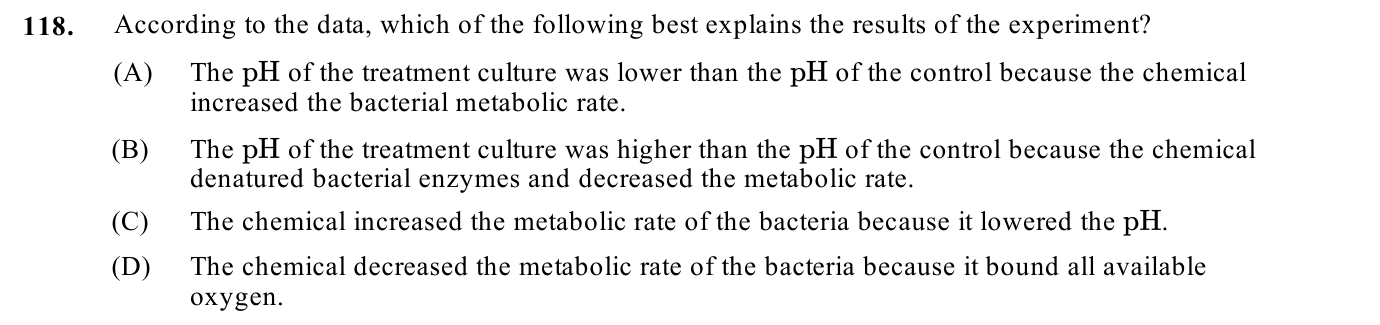 118. According to the data, which of the following best explains the results of the experiment?
(A) The pH of the treatment culture was lower than the pH of the control because the chemical
increased the bacterial metabolic rate.
(B) The pH of the treatment culture was higher than the pH of the control because the chemical
denatured bacterial enzymes and decreased the metabolic rate.
(C) The chemical increased the metabolic rate of the bacteria because it lowered the pH.
(D) The chemical decreased the metabolic rate of the bacteria because it bound all available
oxygen.